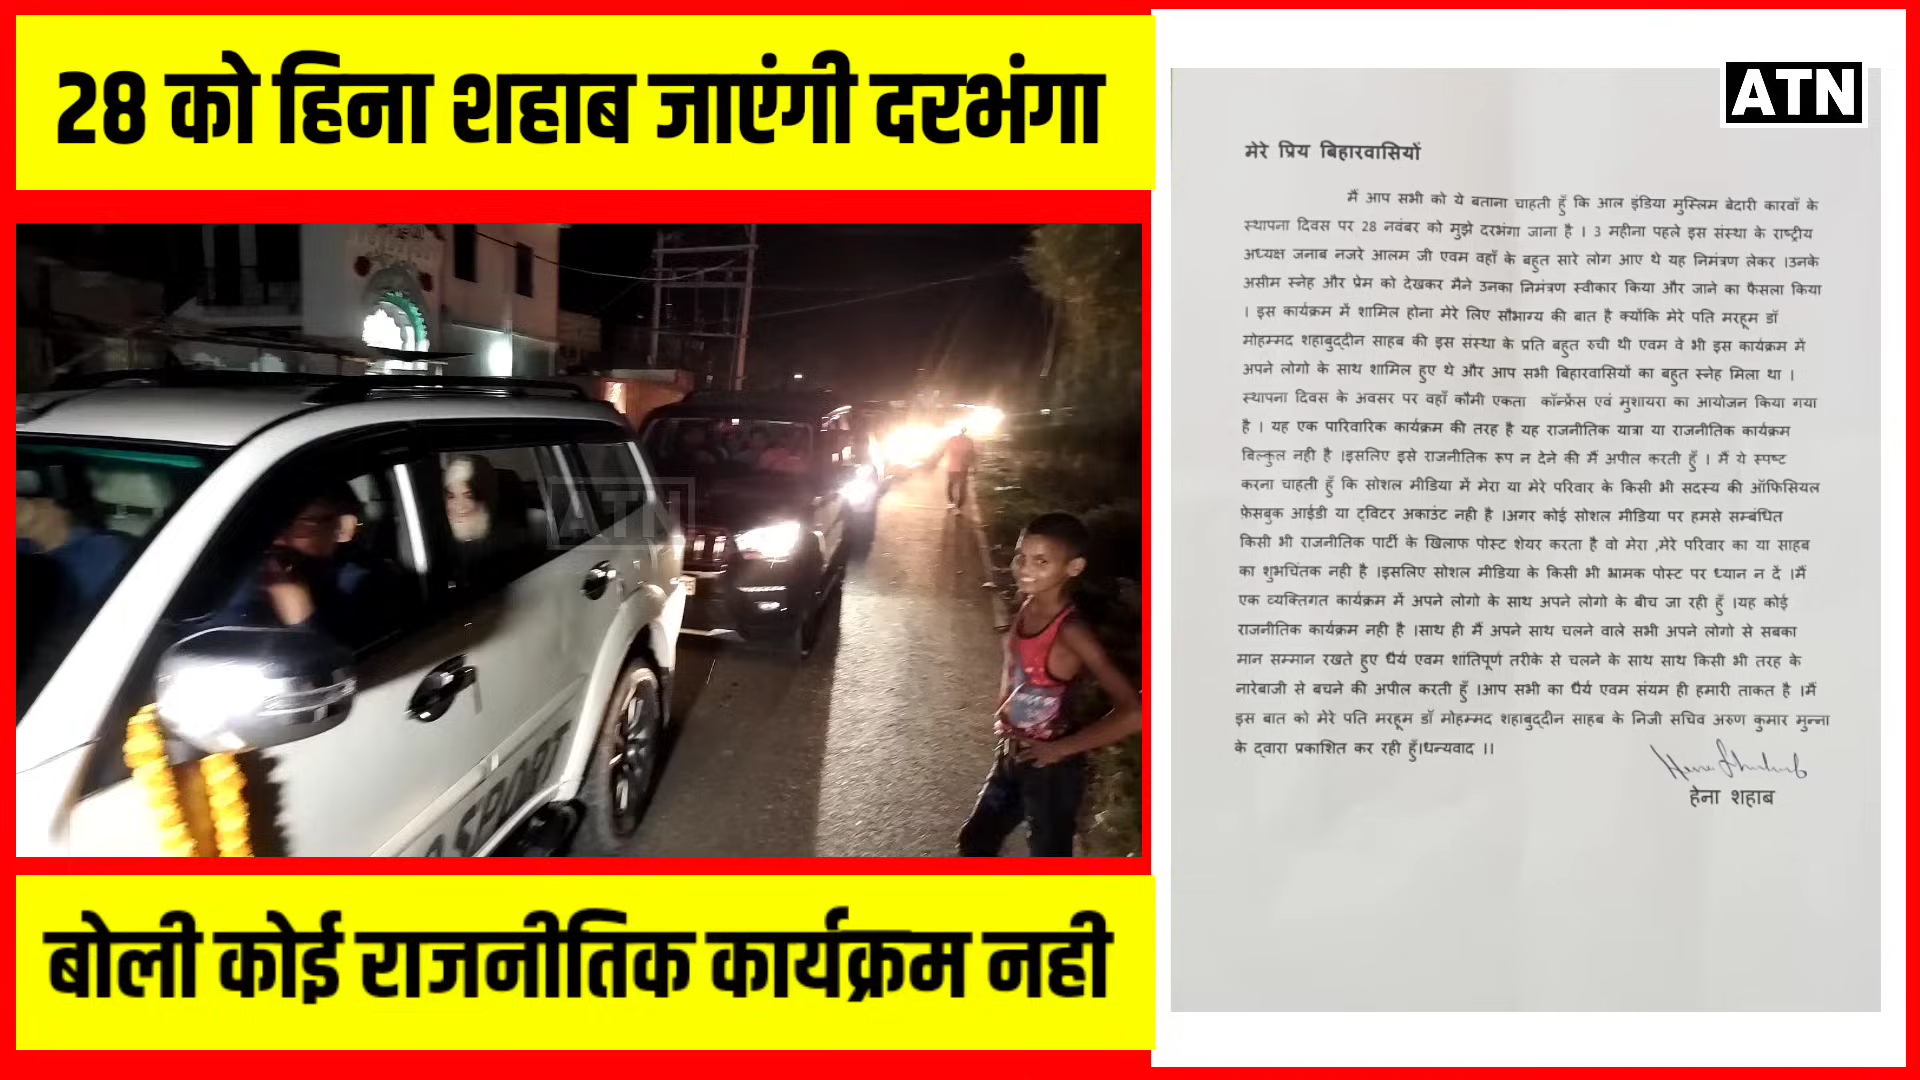 28 को हिना शहाब जाएंगी दरभंगा
ATN
मेरे प्रिय बिहारवासियों
मैं आप सभी को ये बताना चाहती हूँ कि आल इंडिया मुस्लिम बेदारी कारवाँ के
स्थापना दिवस पर 28 नवंबर को मुझे दरभंगा जाना है । 3 महीना पहले इस संस्था के राष्ट्रीय
अध्यक्ष जनाब नजरे आलम जी एवम वहाँ के बहुत सारे लोग आए थे यह निमंत्रण लेकर ।उनके
असीम स्नेह और प्रेम को देखकर मैने उनका निमंत्रण स्वीकार किया और जाने का फैसला किया
। इस कार्यक्रम में शामिल होना मेरे लिए सौभाग्य की बात है क्योंकि मेरे पति मरहूम डॉ
मोहम्मद शहाबुद्दीन साहब की इस संस्था के प्रति बहुत रुची थी एवम वे भी इस कार्यक्रम में
अपने लोगो के साथ शामिल हुए थे और आप सभी बिहारवासियों का बहुत स्नेह मिला था ।
स्थापना दिवस के अवसर पर वहाँ कौमी एकता कॉन्फ्रेंस एवं मुशायरा का आयोजन किया गया
है । यह एक पारिवारिक कार्यक्रम की तरह है यह राजनीतिक यात्रा या राजनीतिक कार्यक्रम
बिल्कुल नही है ।इसलिए इसे राजनीतिक रूप न देने की मैं अपील करती हूँ । मैं ये स्पष्ट
करना चाहती हूँ कि सोशल मीडिया में मेरा या मेरे परिवार के किसी भी सदस्य की ऑफिसियल
फ़ेसबुक आईडी या ट्विटर अकाउंट नही है ।अगर कोई सोशल मीडिया पर हमसे सम्बंधित
किसी भी राजनीतिक पार्टी के खिलाफ पोस्ट शेयर करता है वो मेरा ,मेरे परिवार का या साहब
का शुभचिंतक नही है ।इसलिए सोशल मीडिया के किसी भी भ्रामक पोस्ट पर ध्यान न दें ।मैं
एक व्यक्तिगत कार्यक्रम में अपने लोगो के साथ अपने लोगो के बीच जा रही हूँ ।यह कोई
राजनीतिक कार्यक्रम नही है ।साथ ही मैं अपने साथ चलने वाले सभी अपने लोगो से सबका
मान सम्मान रखते हुए धैर्य एवम शांतिपूर्ण तरीके से चलने के साथ साथ किसी भी तरह के
नारेबाजी से बचने की अपील करती हूँ ।आप सभी का धैर्य एवम संयम ही हमारी ताकत है ।मैं
इस बात को मेरे पति मरहूम डॉ मोहम्मद शहाबुद्दीन साहब के निजी सचिव अरुण कुमार मुन्ना
के द्वारा प्रकाशित कर रही हूँ।धन्यवाद ।।
हेना शहाब
ATN
बोली कोई राजनीतिक कार्यक्रम नही